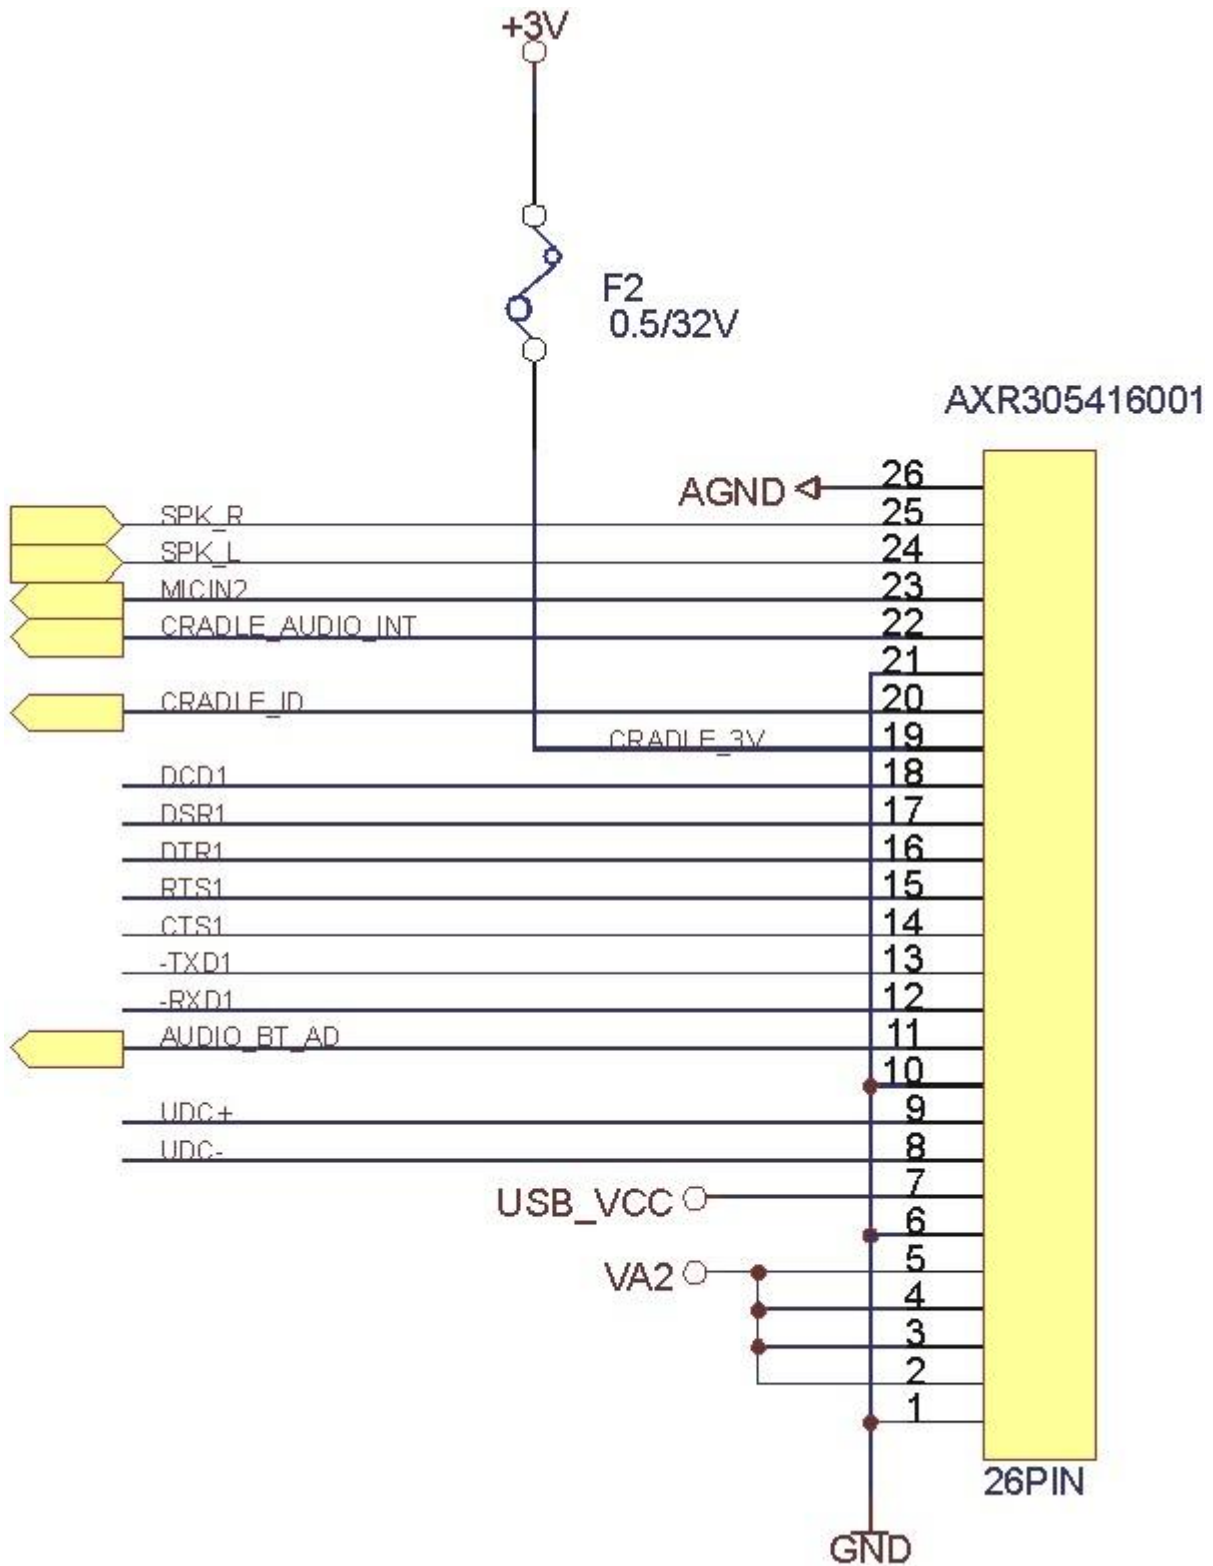 +3V
F2
0.5/32V
AXR305416001
AGND 26
SPK_R 25
SPK_L 24
MICIN2 23
CRADLE_AUDIO_INT 22
21
CRADLE_ID 20
CRADLE_3V 19
DCD1 18
DSR1 17
DTR1 16
RTS1 15
CTS1 14
-TXD1 13
-RXD1 12
AUDIO_BT_AD 11
10
UDC+ 9
UDC- 8
USB_VCC 7
6
VA2 5
4
3
2
1
26PIN
GND